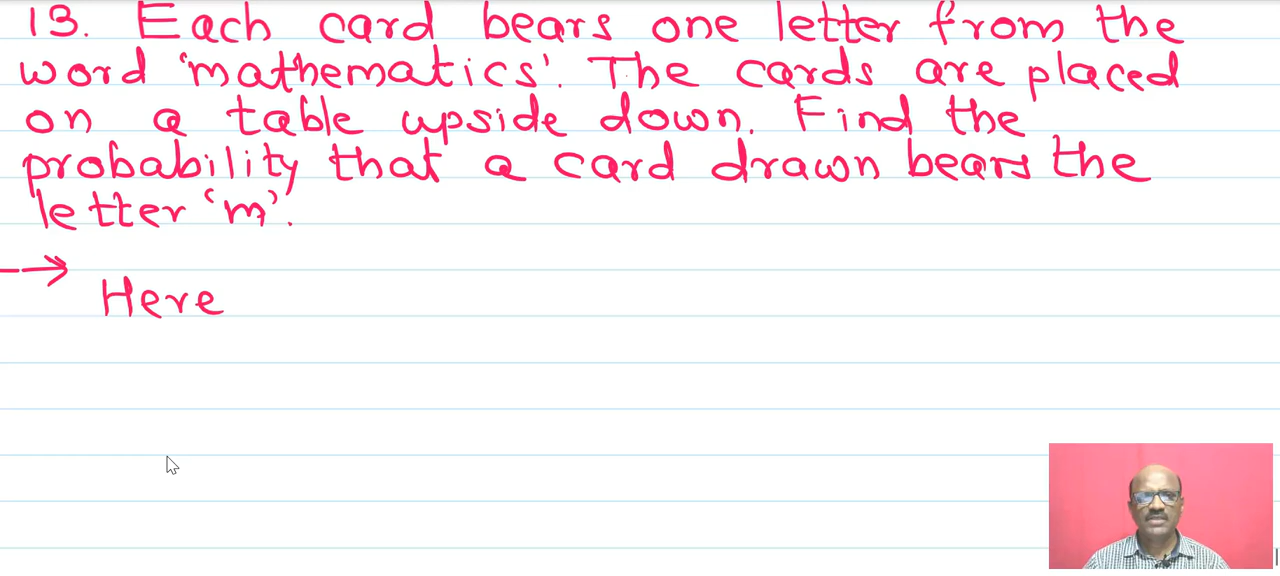 13. Each card bears one letter from the
word 'mathematics'. The cards are placed
on a table upside down. Find the
probability that a card drawn bears the
letter 'm'.
→
Here